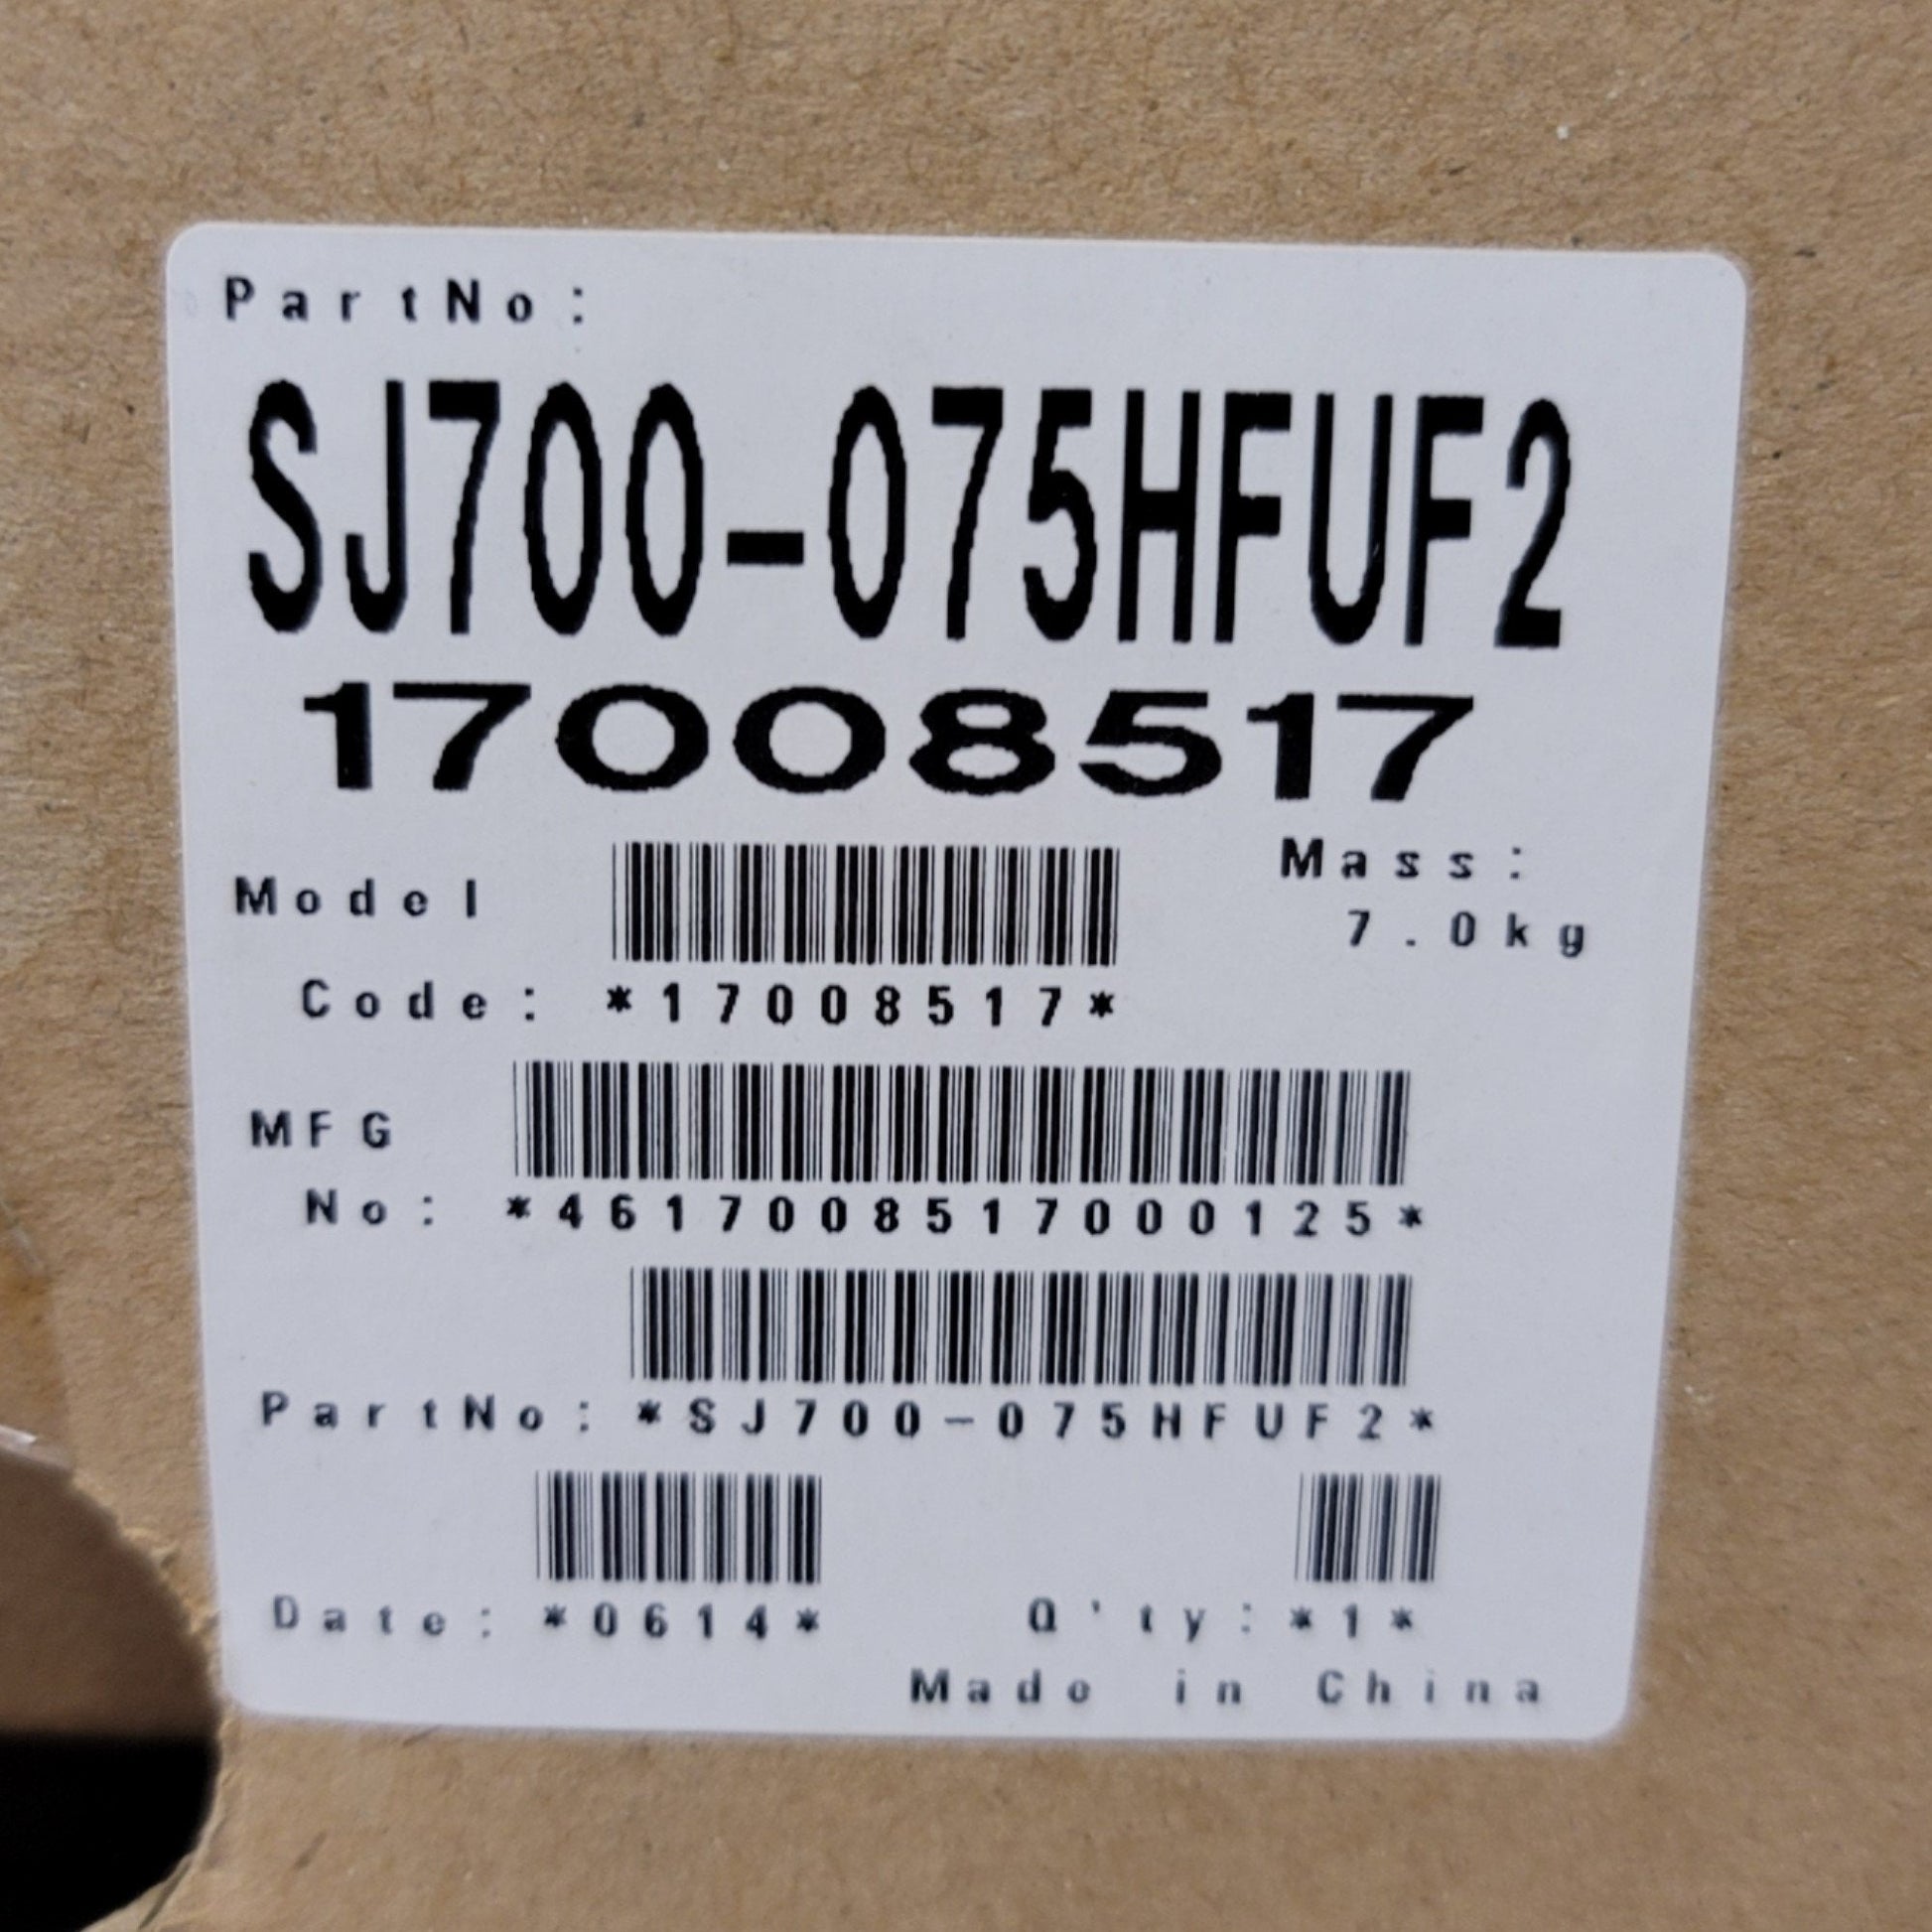 PartNo:
SJ700-075HFUF2
17008517
Model
Code: *17008517*
Mass:
7.0kg
MFG
No: *4617008517000125*
PartNo: *SJ700-075HFUF2*
Date: *0614* Q'ty: *1*
Made in China